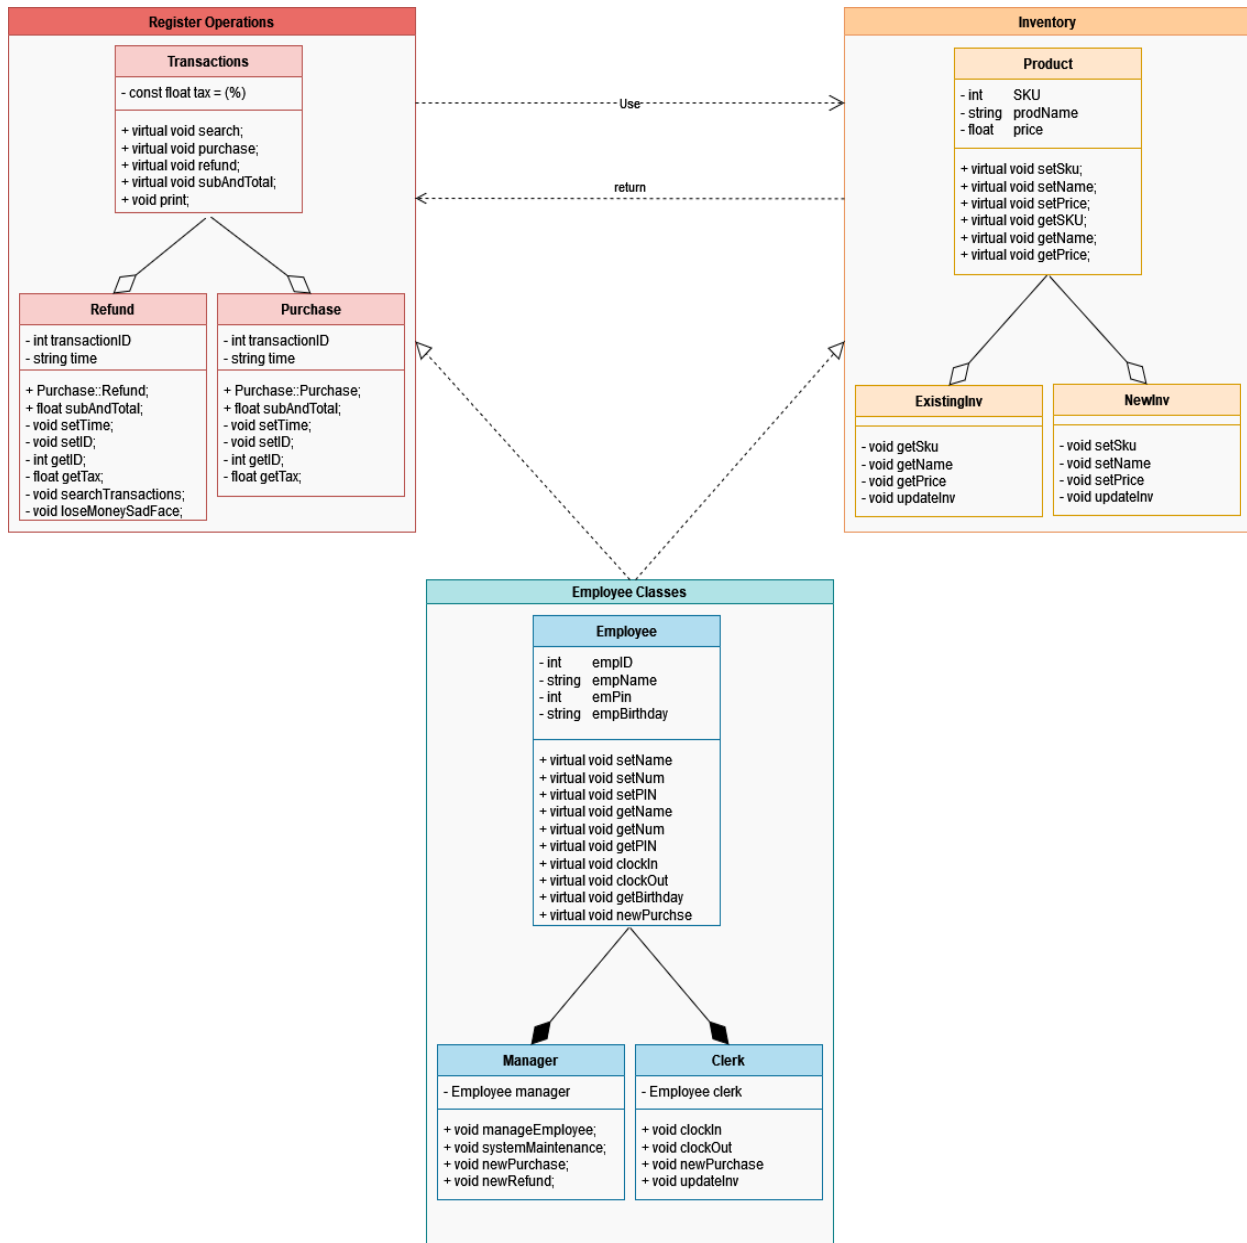 Register Operations
Transactions
- const float tax = (%)
+ virtual void search;
+ virtual void purchase;
+ virtual void refund;
+ virtual void subAndTotal;
+ void print;
Refund
- int transactionID
- string time
+ Purchase::Refund;
+ float subAndTotal;
- void setTime;
- void setID;
- int getID;
- float getTax;
- void searchTransactions;
- void loseMoneySadFace;
Purchase
- int transactionID
- string time
+ Purchase::Purchase;
+ float subAndTotal;
- void setTime;
- void setID;
- int getID;
- float getTax;
Use
return
Inventory
Product
- int SKU
- string prodName
- float price
+ virtual void setSku;
+ virtual void setName;
+ virtual void setPrice;
+ virtual void getSKU;
+ virtual void getName;
+ virtual void getPrice;
ExistingInv
- void getSku
- void getName
- void getPrice
- void updateInv
NewInv
- void setSku
- void setName
- void setPrice
- void updateInv
Employee Classes
Employee
- int empID
- string empName
- int emPin
- string empBirthday
+ virtual void setName
+ virtual void setNum
+ virtual void setPIN
+ virtual void getName
+ virtual void getNum
+ virtual void getPIN
+ virtual void clockIn
+ virtual void clockOut
+ virtual void getBirthday
+ virtual void newPurchse
Manager
- Employee manager
+ void manageEmployee;
+ void systemMaintenance;
+ void newPurchase;
+ void newRefund;
Clerk
- Employee clerk
+ void clockIn
+ void clockOut
+ void newPurchase
+ void updateInv